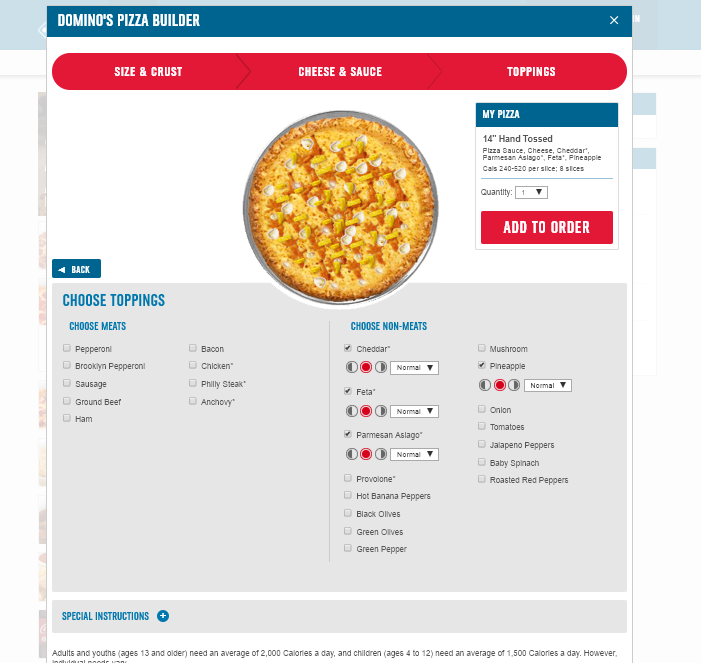 DOMINO'S PIZZA BUILDER
SIZE & CRUST
CHEESE & SAUCE
TOPPINGS
MY PIZZA
14" Hand Tossed
Pizza Sauce, Cheese, Cheddar*,
Parmesan Asiago*, Feta*, Pineapple
Cals 240-520 per slice; 8 slices
Quantity: 1
ADD TO ORDER
BACK
CHOOSE TOPPINGS
CHOOSE MEATS
Pepperoni
Brooklyn Pepperoni
Sausage
Ground Beef
Ham
Bacon
Chicken*
Philly Steak*
Anchovy*
CHOOSE NON-MEATS
Cheddar*
Normal
Feta*
Normal
Parmesan Asiago*
Normal
Provolone*
Hot Banana Peppers
Black Olives
Green Olives
Green Pepper
Mushroom
Pineapple
Normal
Onion
Tomatoes
Jalapeno Peppers
Baby Spinach
Roasted Red Peppers
SPECIAL INSTRUCTIONS
Adults and youths (ages 13 and older) need an average of 2,000 Calories a day, and children (ages 4 to 12) need an average of 1,500 Calories a day. However,
individual needs vary.